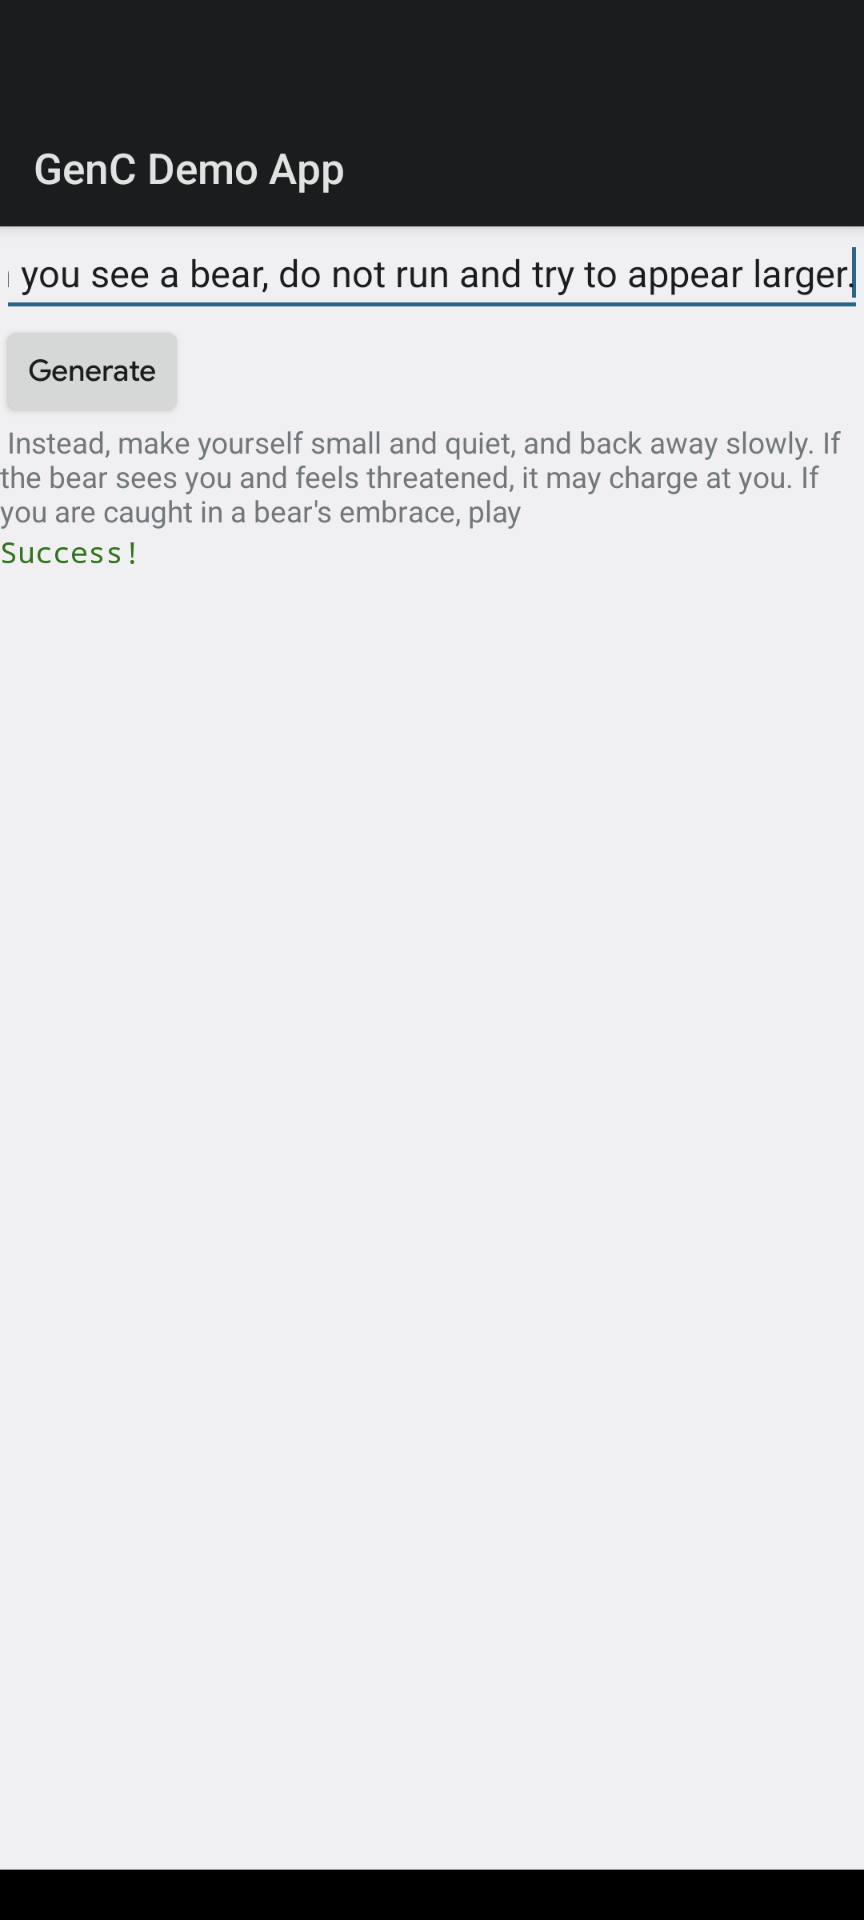 GenC Demo App
you see a bear, do not run and try to appear larger.
Generate
Instead, make yourself small and quiet, and back away slowly. If
the bear sees you and feels threatened, it may charge at you. If
you are caught in a bear's embrace, play
Success!